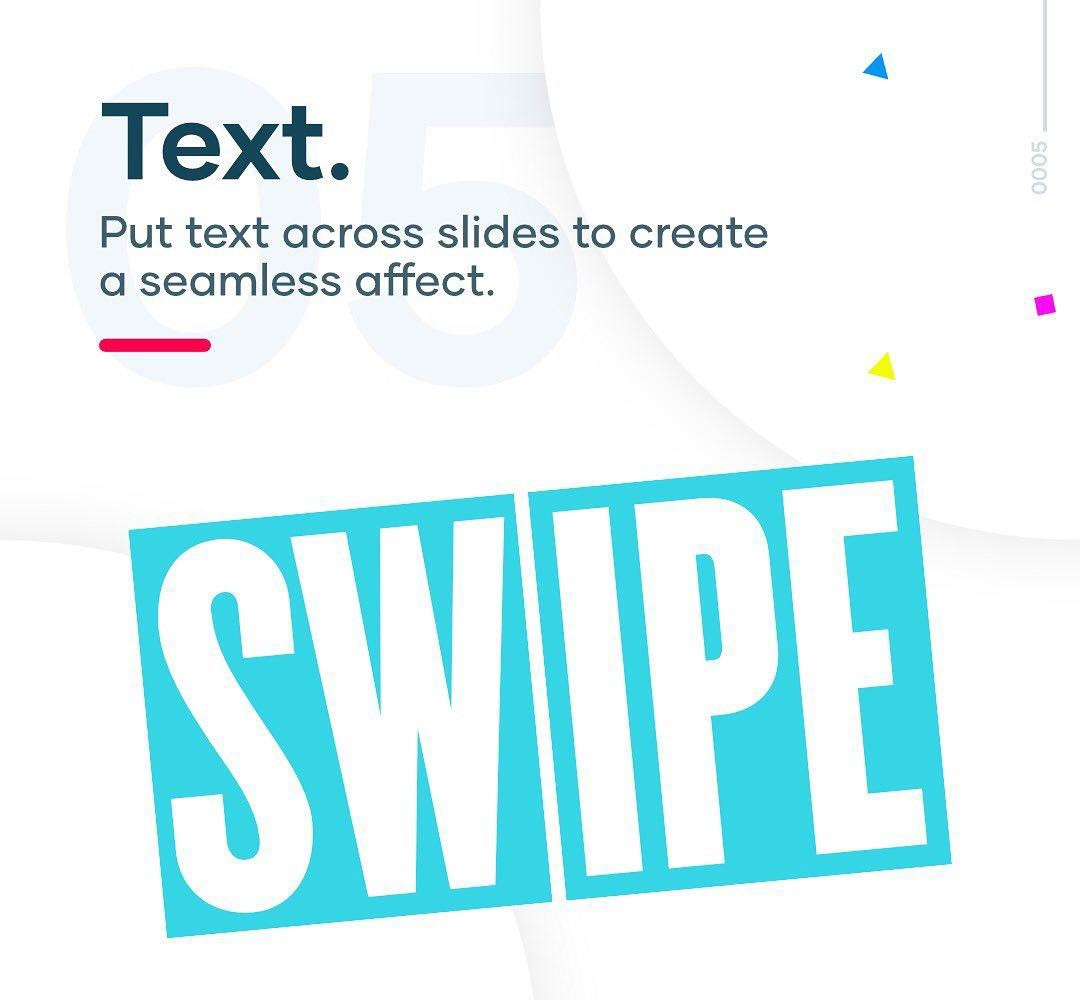 05
Text.
Put text across slides to create
a seamless affect.
0005
SWIPE